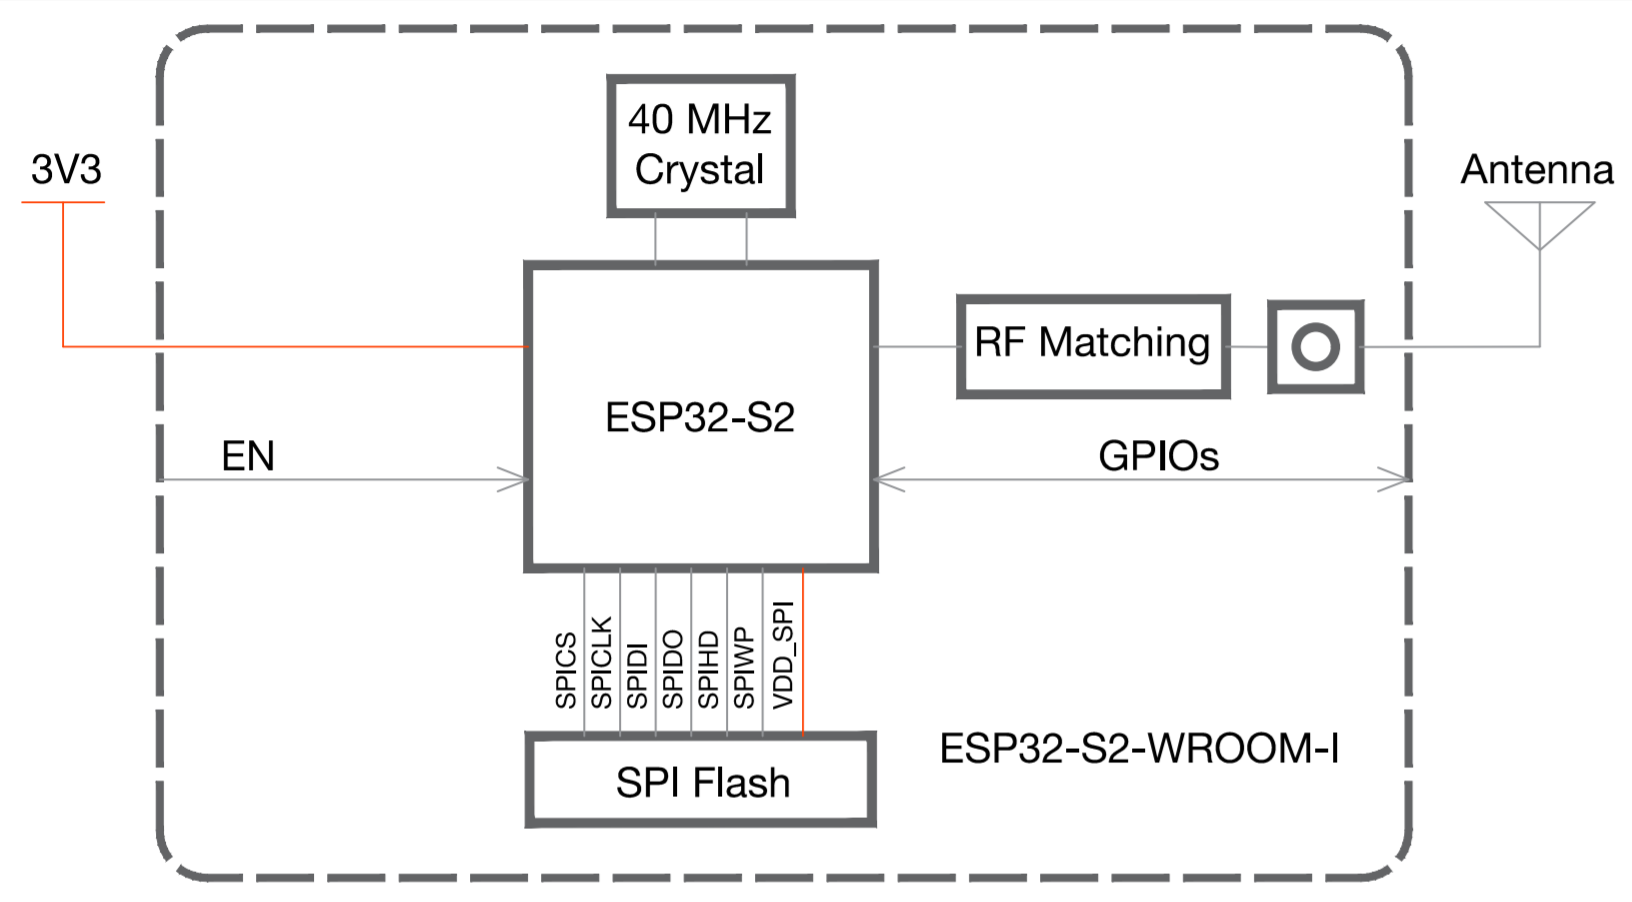 40 MHz
Crystal
3V3
Antenna
RF Matching
ESP32-S2
EN
GPIOs
SPICS
SPICLK
SPIDI
SPIDO
SPIHD
SPIWP
VDD_SPI
ESP32-S2-WROOM-I
SPI Flash